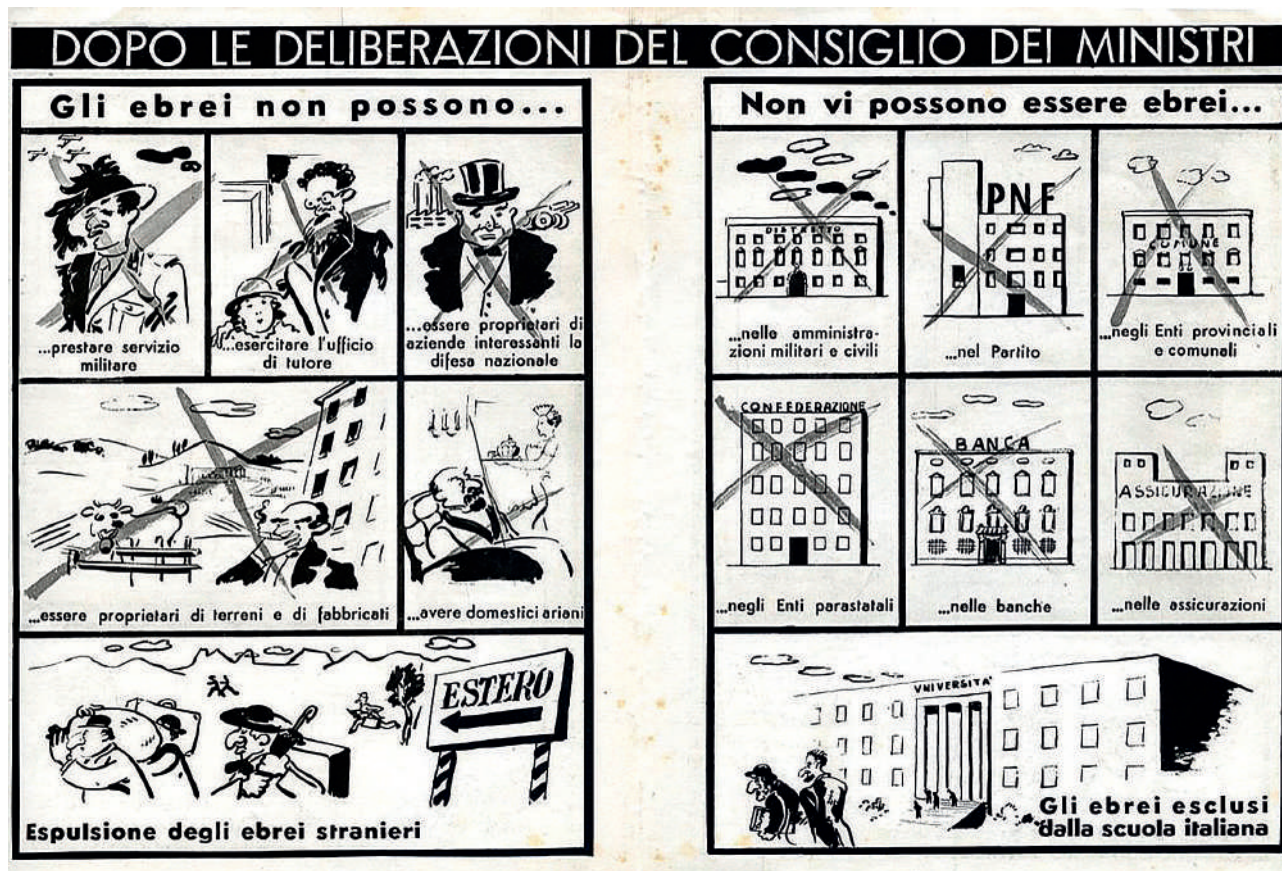 DOPO LE DELIBERAZIONI DEL CONSIGLIO DEI MINISTRI
Gli ebrei non possono...
...prestare servizio
militare
...esercitare l'ufficio
di tutore
...essere proprietari di
aziende interessanti la
difesa nazionale
...essere proprietari di terreni e di fabbricati
...avere domestici ariani
ESTERO
Espulsione degli ebrei stranieri
Non vi possono essere ebrei...
DISTRETTO
...nelle amministra-
zioni militari e civili
PNF
...nel Partito
COMUNE
...negli Enti provinciali
e comunali
CONFEDERAZIONE
...negli Enti parastatali
BANCA
...nelle banche
ASSICURAZIONE
...nelle assicurazioni
VNIVERSITA'
Gli ebrei esclusi
dalla scuola italiana